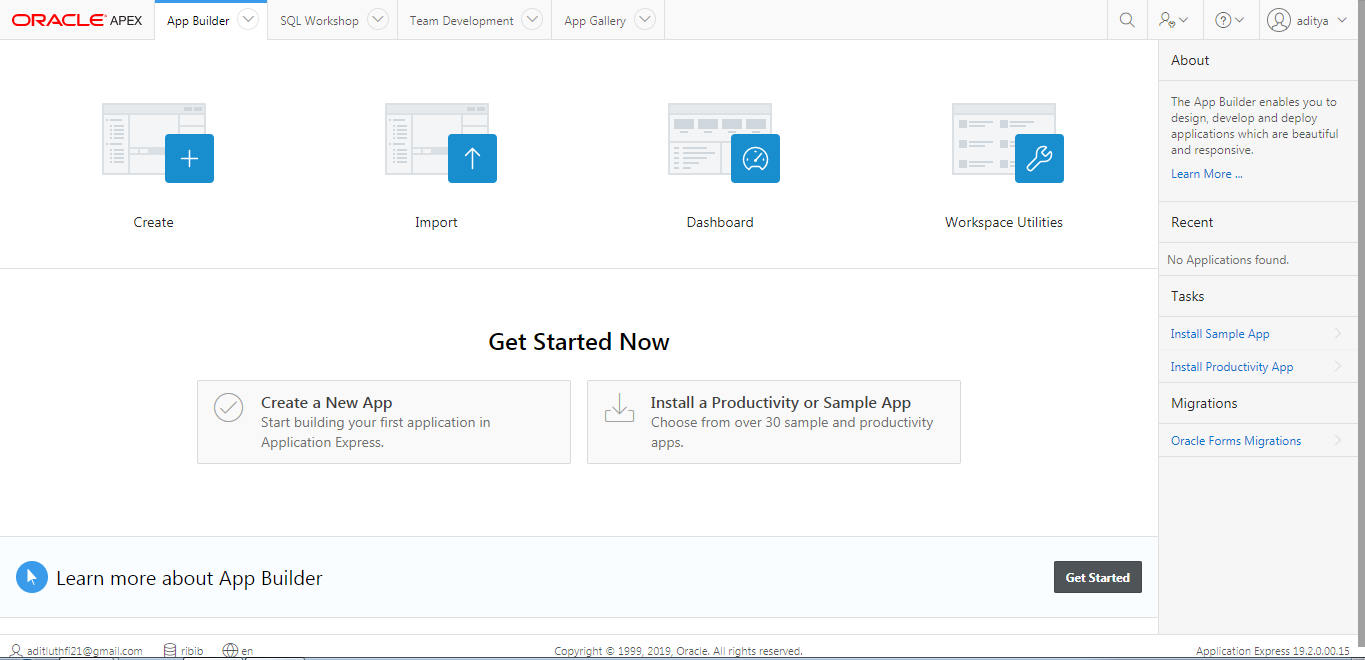 ORACLE APEX App Builder SQL Workshop Team Development App Gallery aditya
Create
Import
Dashboard
Workspace Utilities
Get Started Now
Create a New App
Start building your first application in
Application Express.
Install a Productivity or Sample App
Choose from over 30 sample and productivity
apps.
Learn more about App Builder
Get Started
About
The App Builder enables you to
design, develop and deploy
applications which are beautiful
and responsive.
Learn More ...
Recent
No Applications found.
Tasks
Install Sample App
Install Productivity App
Migrations
Oracle Forms Migrations
aditluthfi21@gmail.com ribib en Copyright © 1999, 2019, Oracle. All rights reserved. Application Express 19.2.0.00.15